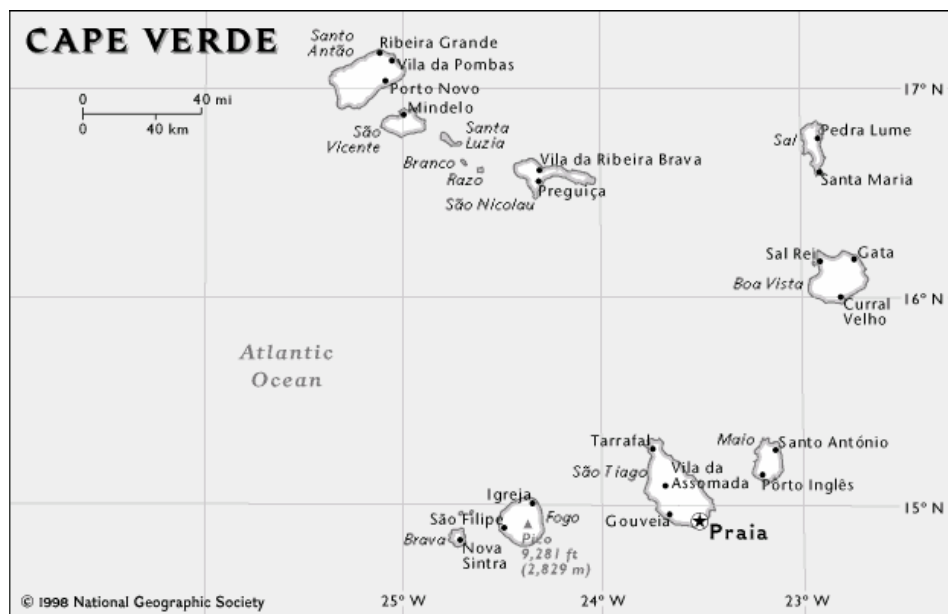 CAPE VERDE
Santo
Antão
Ribeira Grande
Vila da Pombas
Porto Novo
0 40 mi
0 40 km
17° N
Mindelo
São
Vicente
Santa
Luzia
Branco
Razo
Vila da Ribeira Brava
Preguiça
São Nicolau
Sal
Pedra Lume
Santa Maria
Sal Rei
Gata
Boa Vista
16° N
Curral
Velho
Atlantic
Ocean
Tarrafal
Maio
Santo António
São Tiago
Vila da
Assomada
Porto Inglês
Igreja
15° N
São Filipe
Fogo
Gouveia
Praia
Brava
Nova
Sintra
Pico
9,281 ft
(2,829 m)
© 1998 National Geographic Society
25° W
24° W
23° W